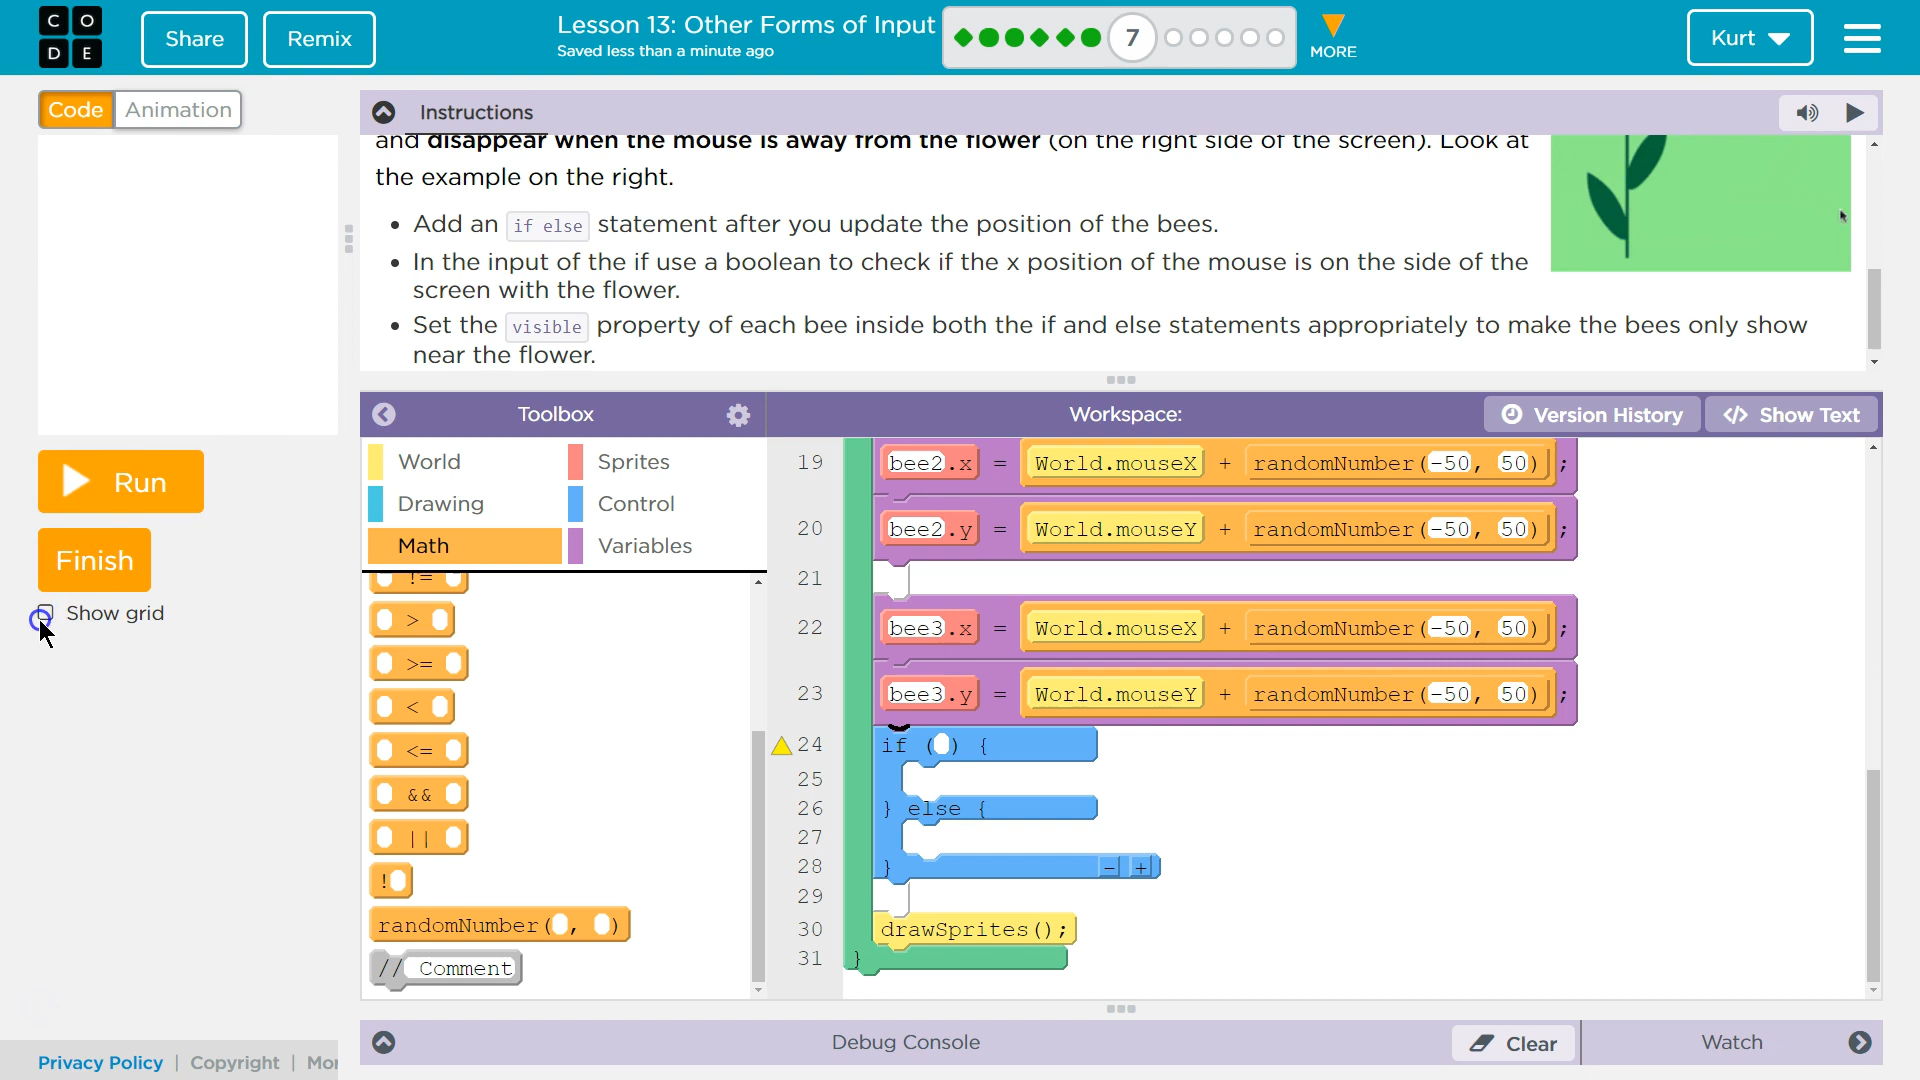 C O
D E
Share
Remix
Lesson 13: Other Forms of Input
Saved less than a minute ago
7
MORE
Kurt
Code
Animation
Instructions
and disappear when the mouse is away from the flower (on the right side of the screen). Look at
the example on the right.
• Add an if else statement after you update the position of the bees.
• In the input of the if use a boolean to check if the x position of the mouse is on the side of the
screen with the flower.
• Set the visible property of each bee inside both the if and else statements appropriately to make the bees only show
near the flower.
Run
Finish
Show grid
Toolbox
Workspace:
Version History
</> Show Text
World
Sprites
Drawing
Control
Math
Variables
!=
>
>=
<
<=
&&
||
!
randomNumber(, )
// Comment
19 bee2.x = World.mouseX + randomNumber(-50, 50);
20 bee2.y = World.mouseY + randomNumber(-50, 50);
21
22 bee3.x = World.mouseX + randomNumber(-50, 50);
23 bee3.y = World.mouseY + randomNumber(-50, 50);
24 if () {
25
26 } else {
27
28 } - +
29
30 drawSprites();
31 }
Debug Console
Clear
Watch
Privacy Policy | Copyright |